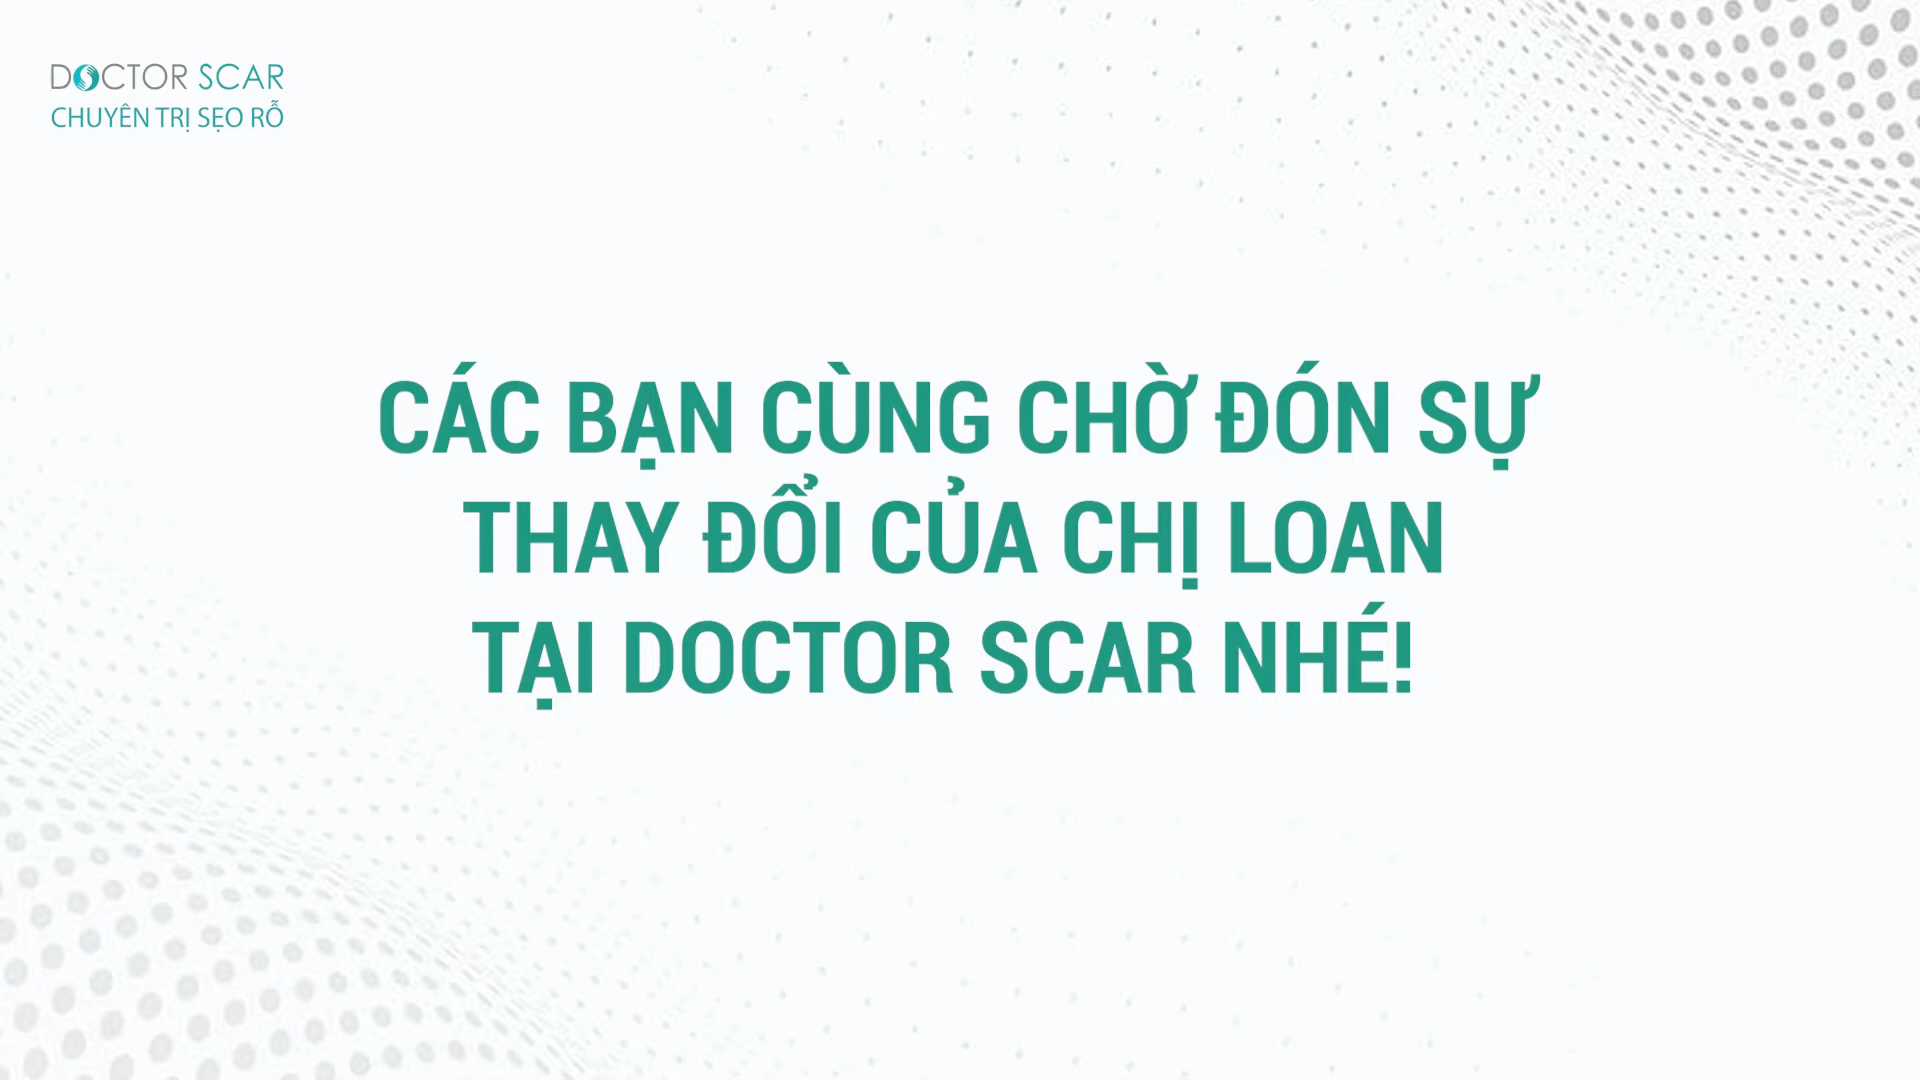 DOCTOR SCAR
CHUYÊN TRỊ SẸO RỖ
CÁC BẠN CÙNG CHỜ ĐÓN SỰ
THAY ĐỔI CỦA CHỊ LOAN
TẠI DOCTOR SCAR NHÉ!